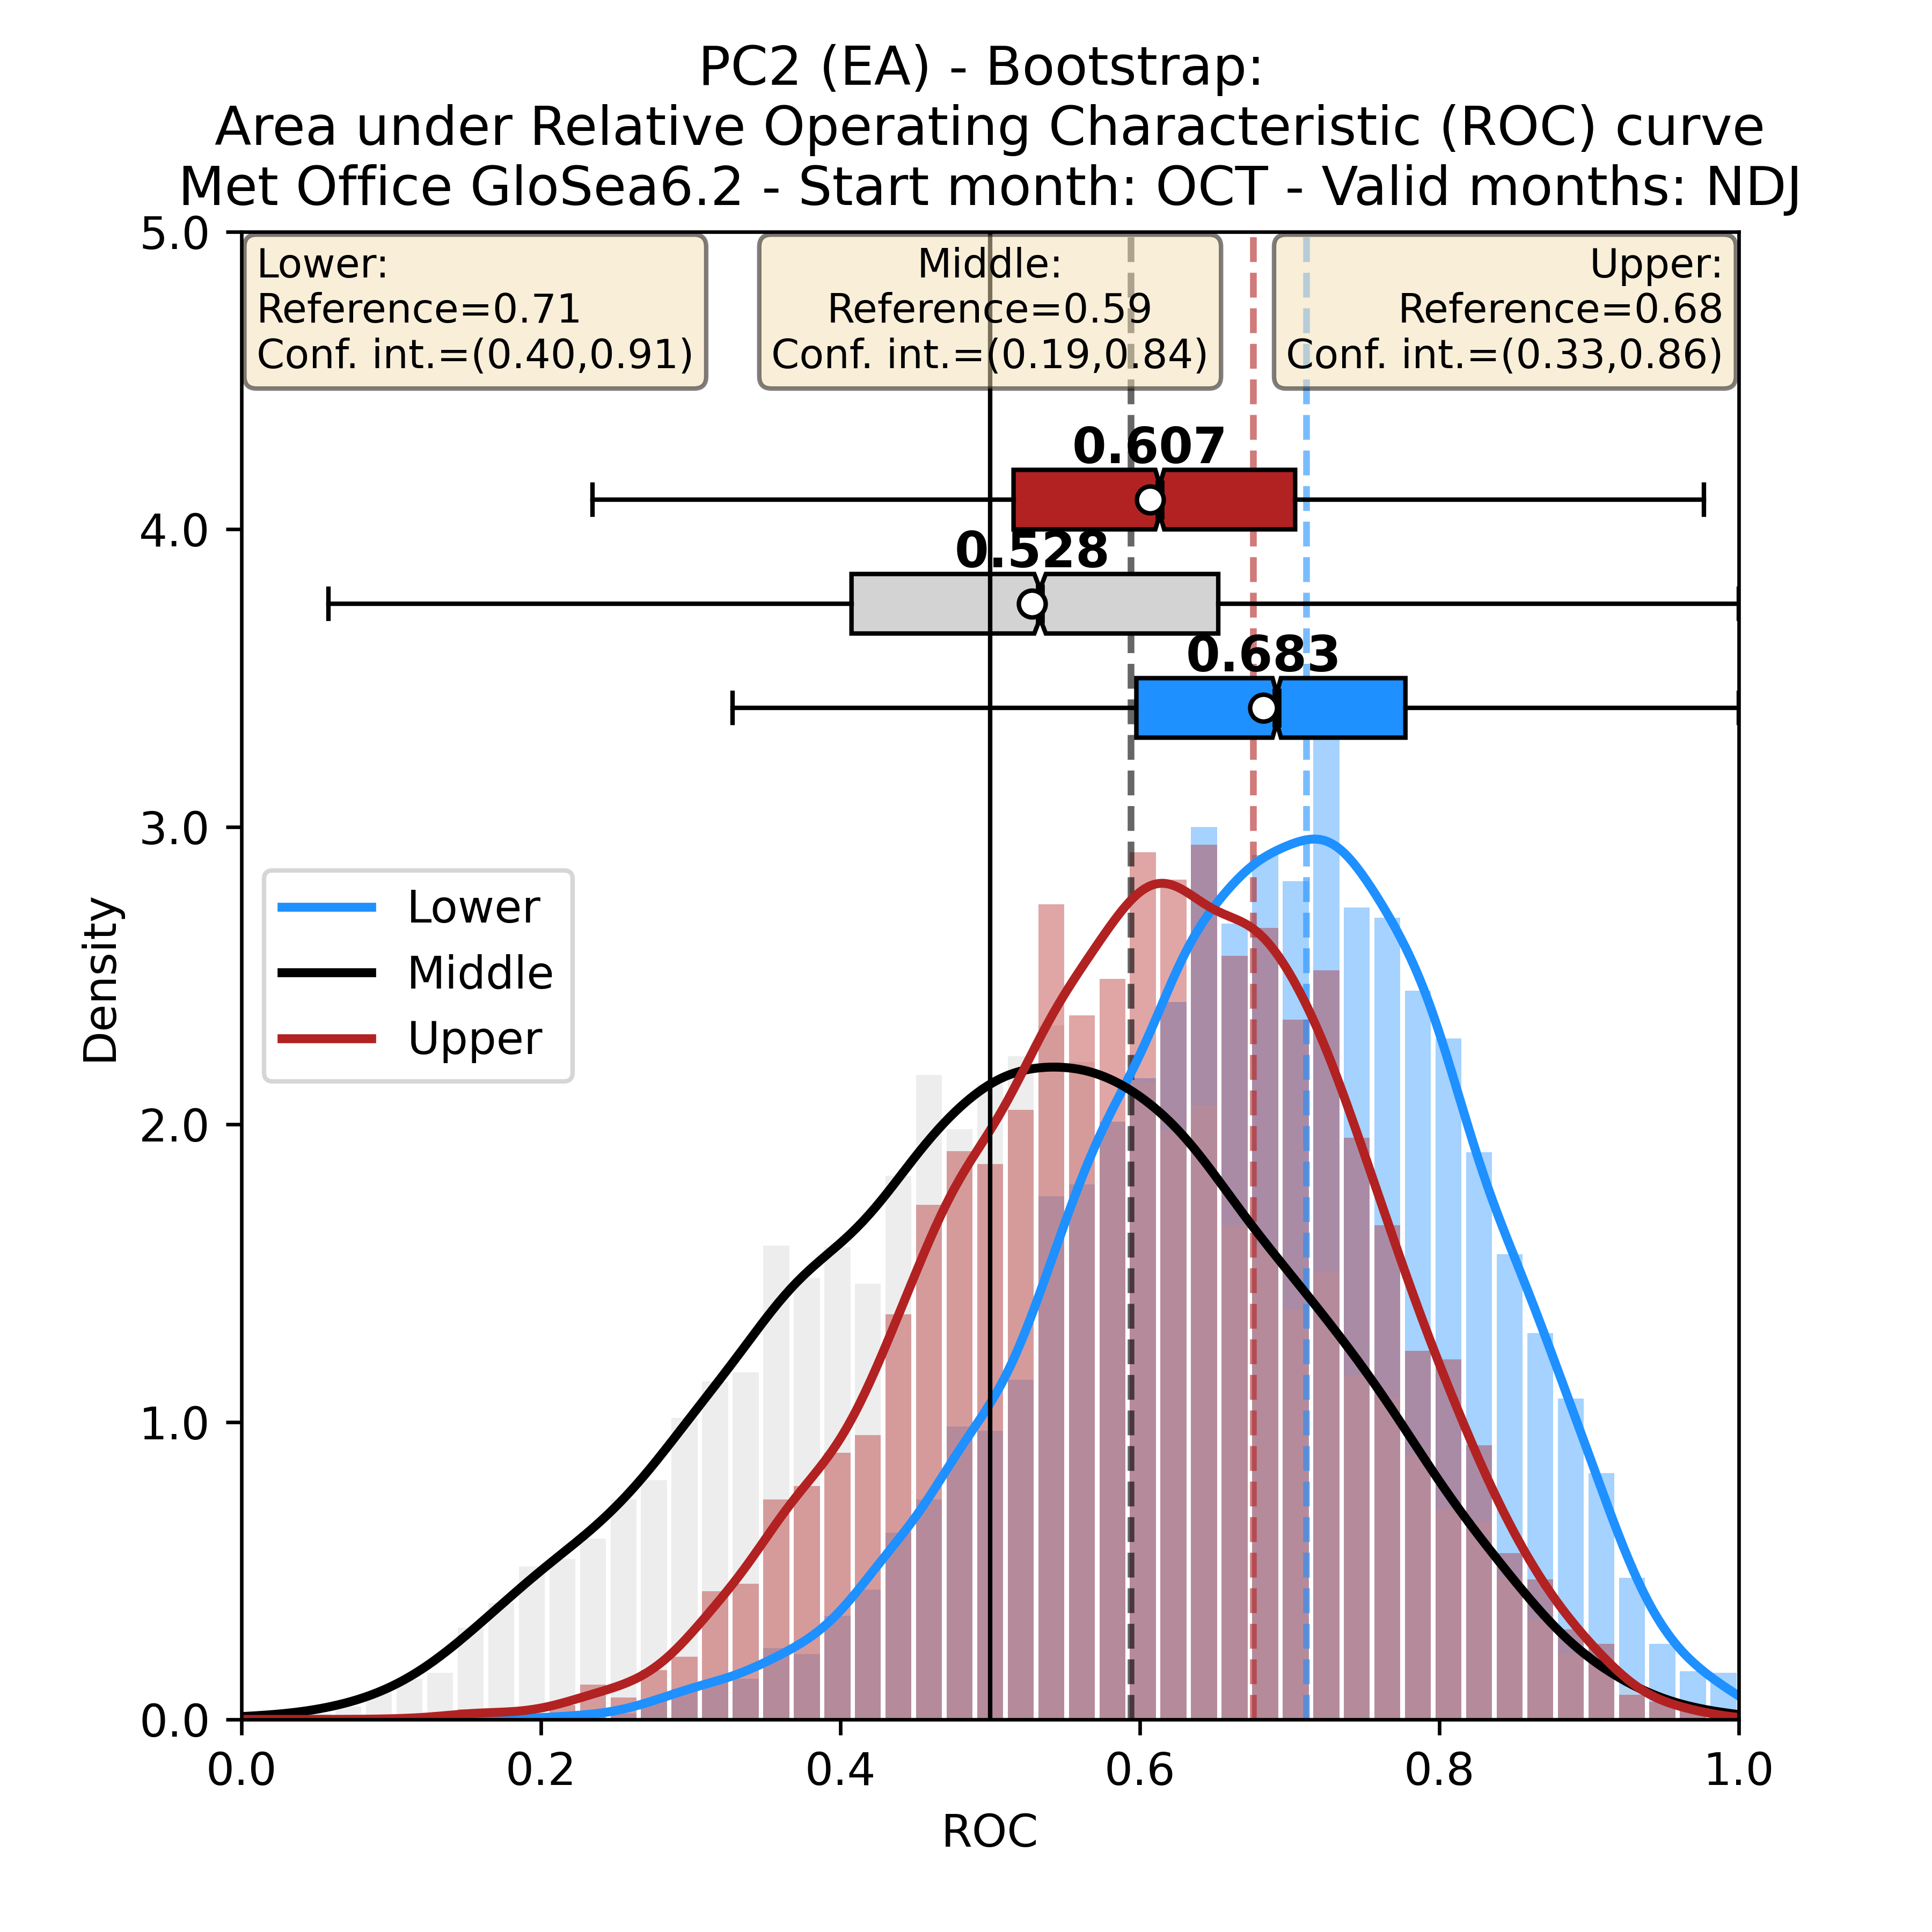 PC2 (EA) - Bootstrap:
Area under Relative Operating Characteristic (ROC) curve
Met Office GloSea6.2 - Start month: OCT - Valid months: NDJ
Lower:
Reference=0.71
Conf. int.=(0.40,0.91)
Middle:
Reference=0.59
Conf. int.=(0.19,0.84)
Upper:
Reference=0.68
Conf. int.=(0.33,0.86)
0.607
0.528
0.683
Lower
Middle
Upper
Density
5.0
4.0
3.0
2.0
1.0
0.0
0.0 0.2 0.4 0.6 0.8 1.0
ROC